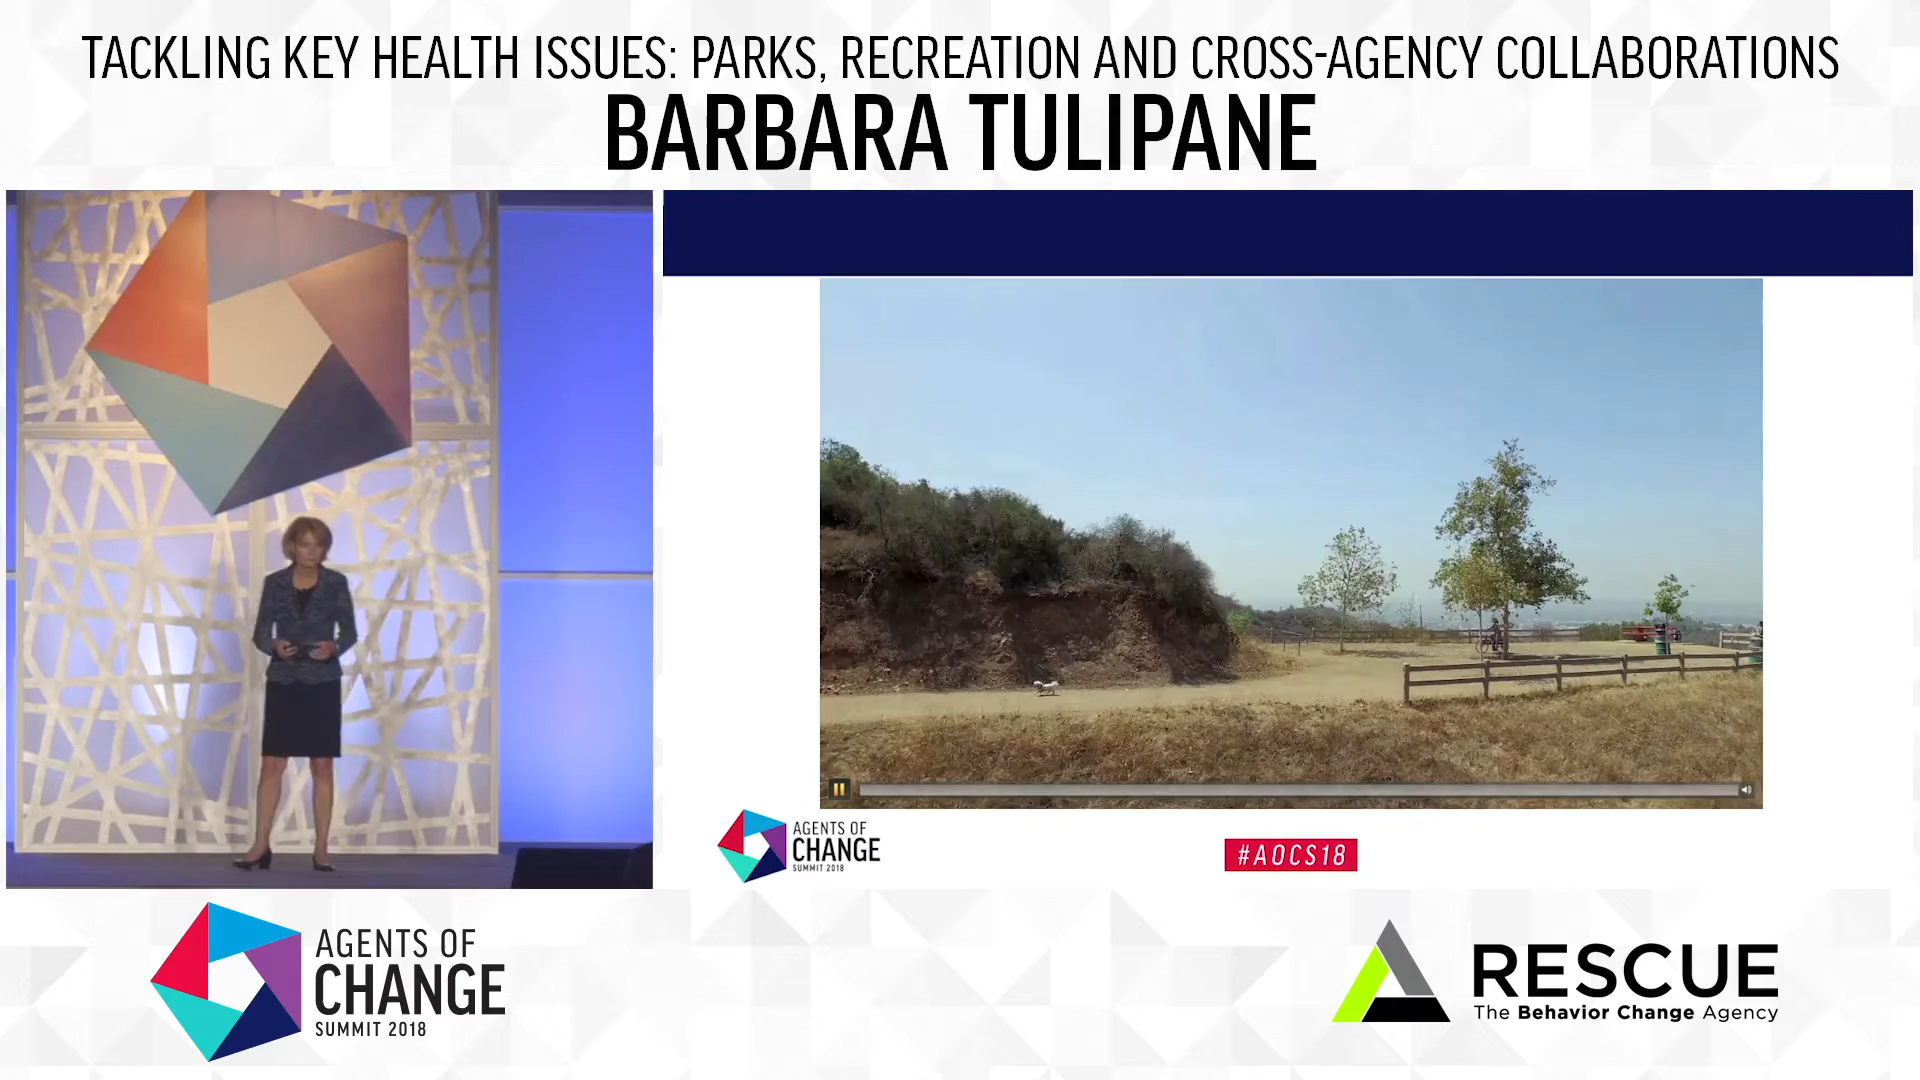 TACKLING KEY HEALTH ISSUES: PARKS, RECREATION AND CROSS-AGENCY COLLABORATIONS
BARBARA TULIPANE
AGENTS OF
CHANGE
SUMMIT 2018
#AOCS18
AGENTS OF
CHANGE
SUMMIT 2018
RESCUE
The Behavior Change Agency